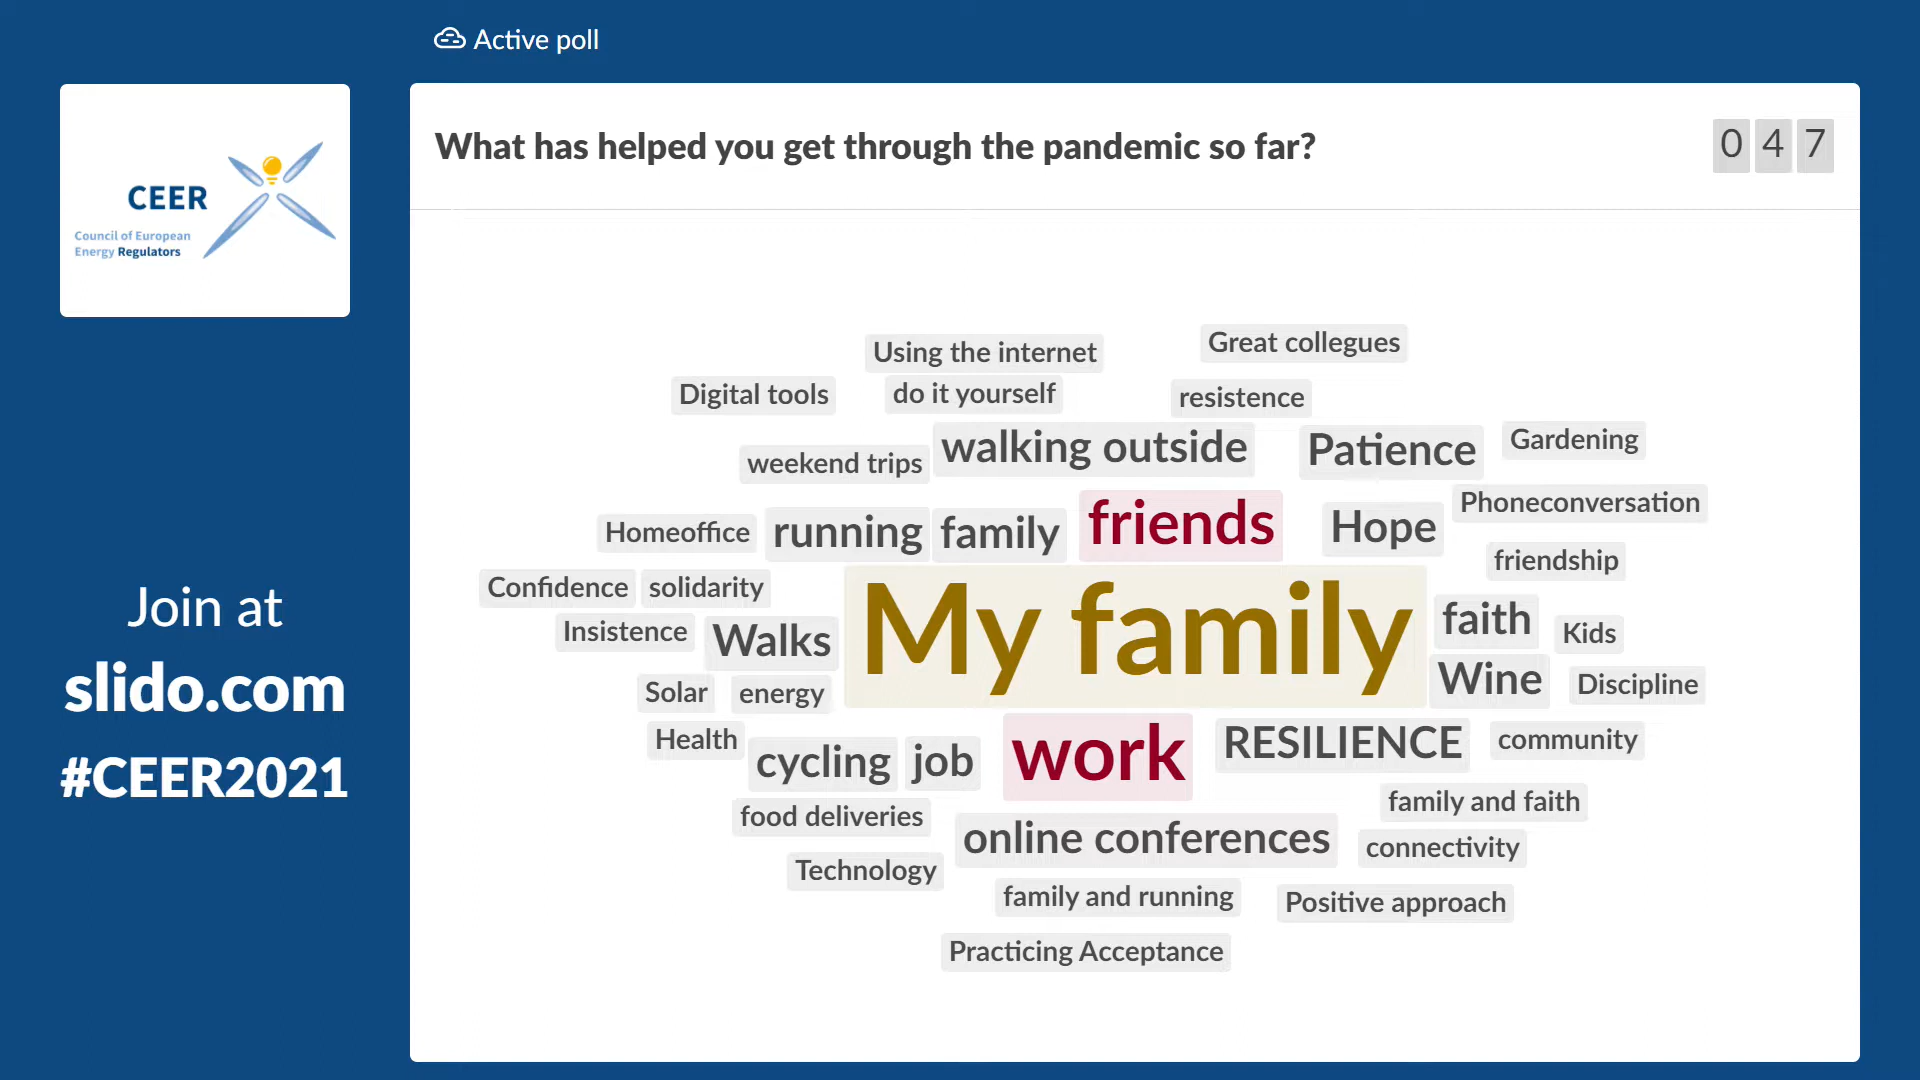 Active poll
CEER
Council of European
Energy Regulators
What has helped you get through the pandemic so far?
0 4 7
Join at
slido.com
#CEER2021
Using the internet
Great collegues
Digital tools
do it yourself
resistence
walking outside
Patience
Gardening
weekend trips
Phoneconversation
Homeoffice
running
family
friends
Hope
friendship
Confidence
solidarity
My family
faith
Kids
Insistence
Walks
Wine
Discipline
Solar
energy
Health
cycling
job
work
RESILIENCE
community
food deliveries
online conferences
family and faith
connectivity
Technology
family and running
Positive approach
Practicing Acceptance